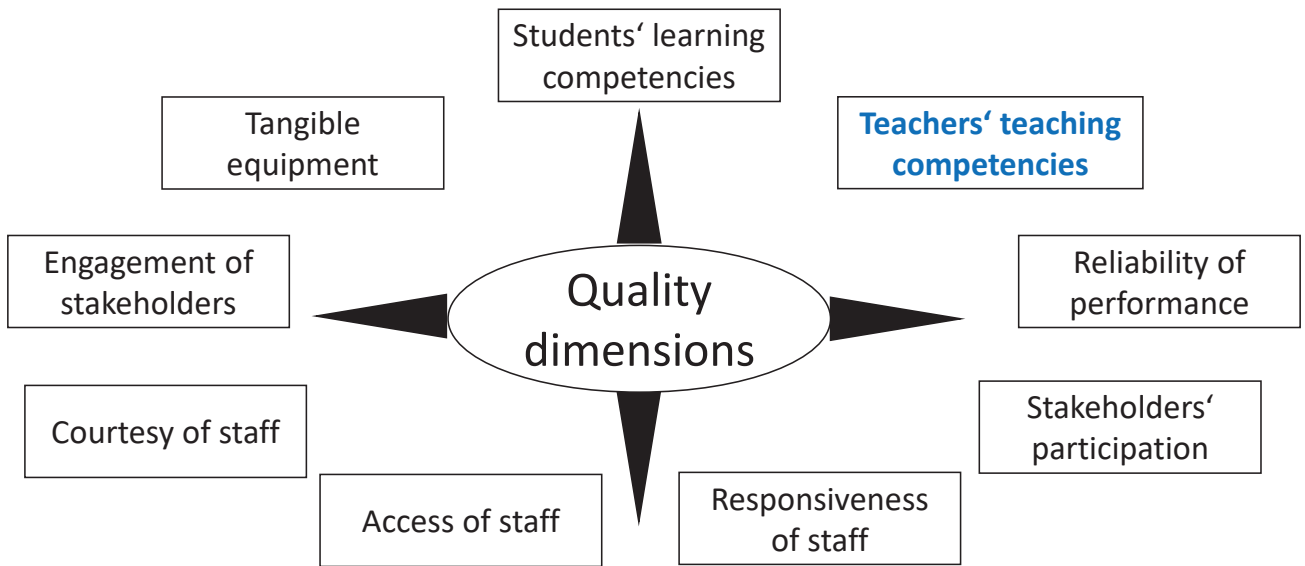 Students‘ learning
competencies
Tangible
equipment
Teachers‘ teaching
competencies
Engagement of
stakeholders
Quality
dimensions
Reliability of
performance
Courtesy of staff
Stakeholders‘
participation
Access of staff
Responsiveness
of staff